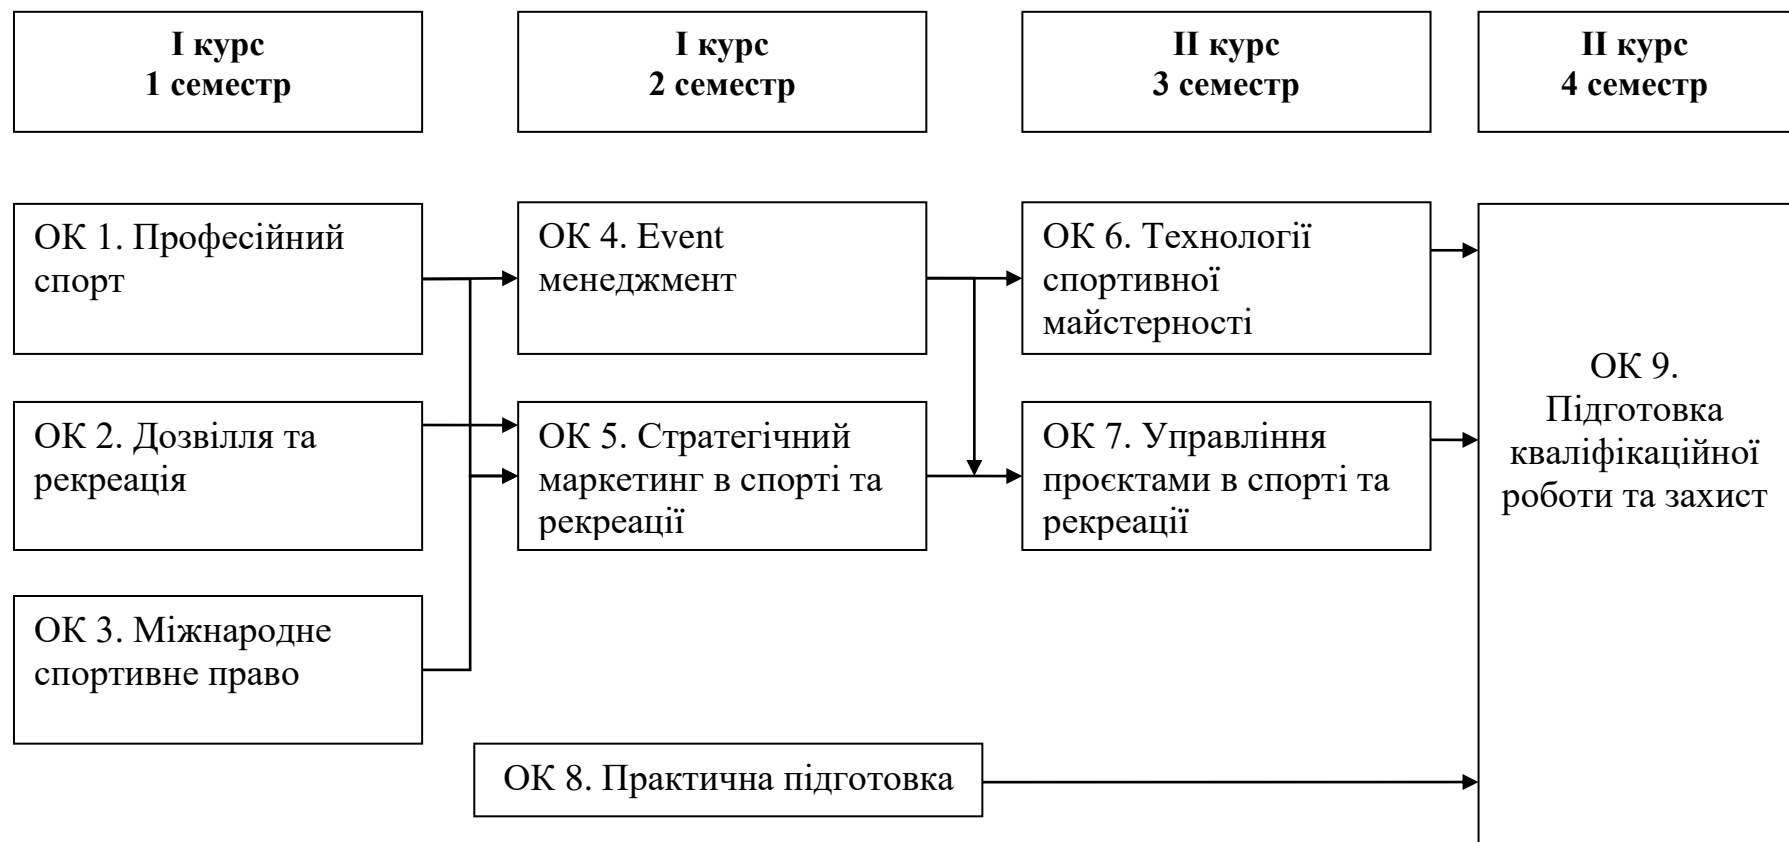 І курс
1 семестр
І курс
2 семестр
ІІ курс
3 семестр
ІІ курс
4 семестр
ОК 1. Професійний
спорт
ОК 4. Event
менеджмент
ОК 6. Технології
спортивної
майстерності
ОК 2. Дозвілля та
рекреація
ОК 5. Стратегічний
маркетинг в спорті та
рекреації
ОК 7. Управління
проєктами в спорті та
рекреації
ОК 9.
Підготовка
кваліфікаційної
роботи та захист
ОК 3. Міжнародне
спортивне право
ОК 8. Практична підготовка